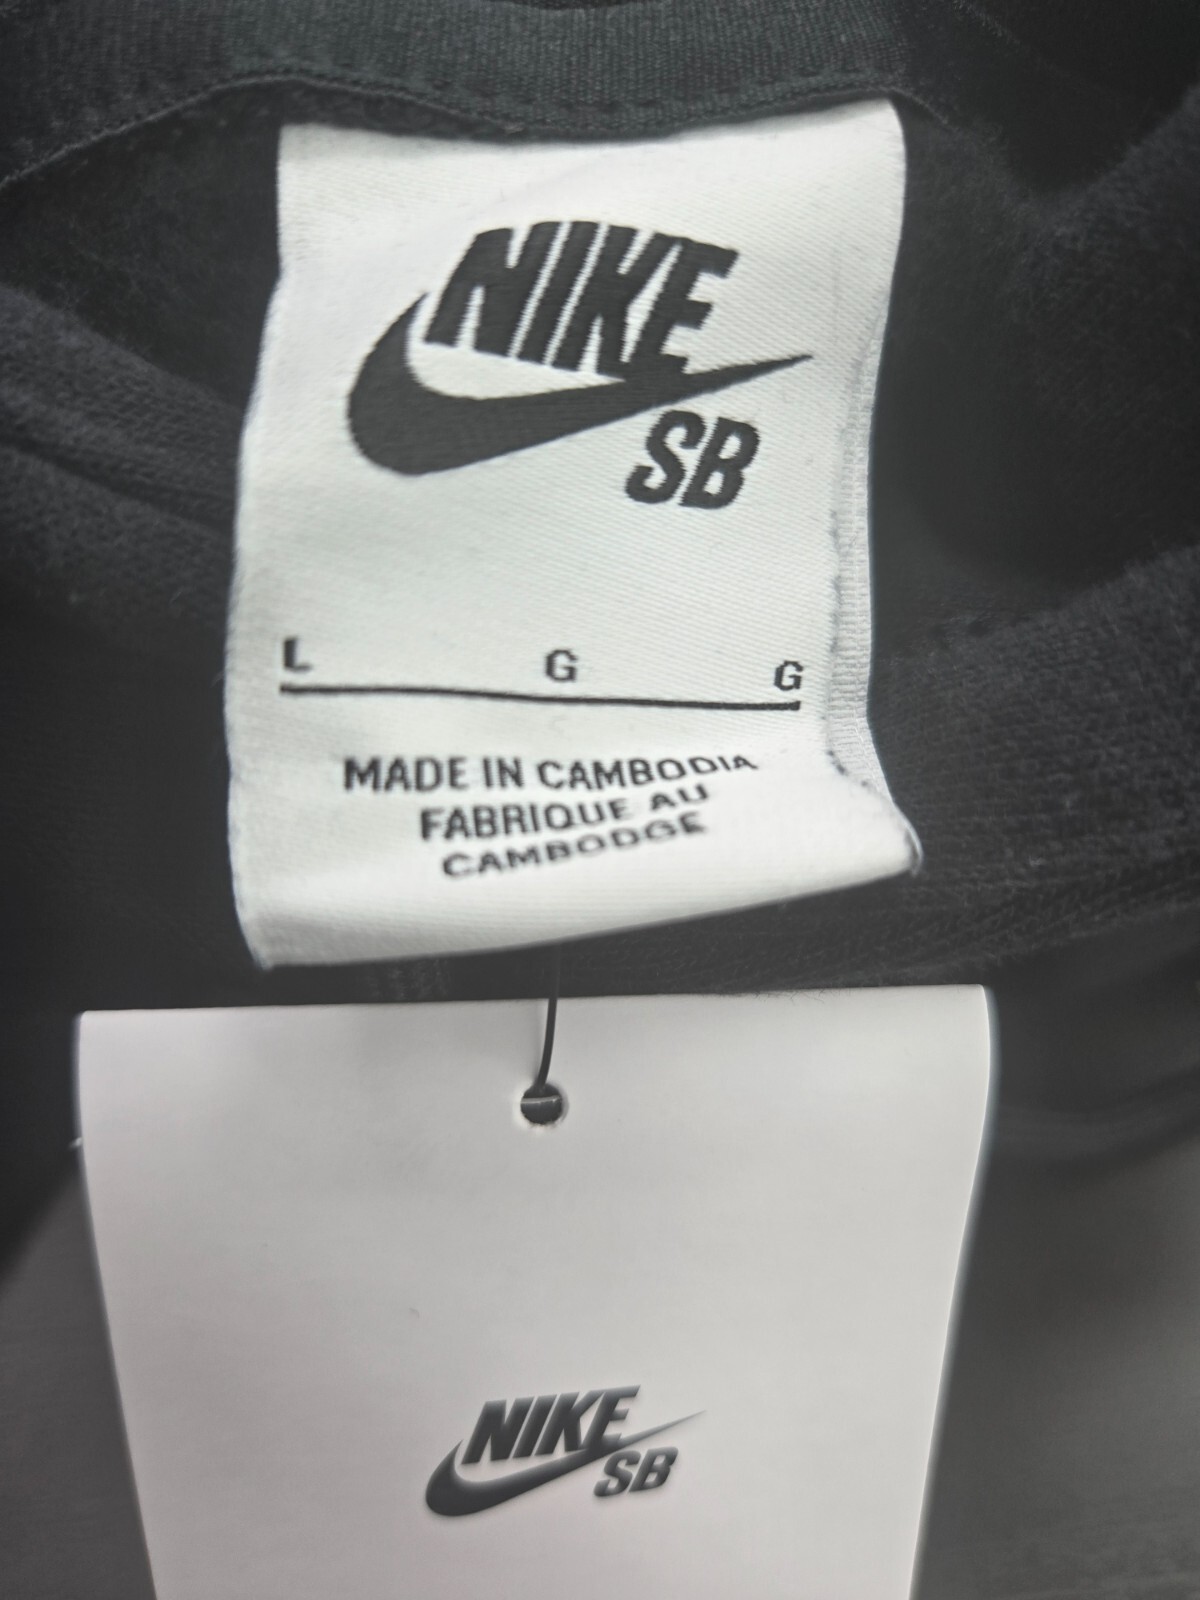 NIKE
SB
L G G
MADE IN CAMBODIA
FABRIQUE AU
CAMBODGE
NIKE
SB